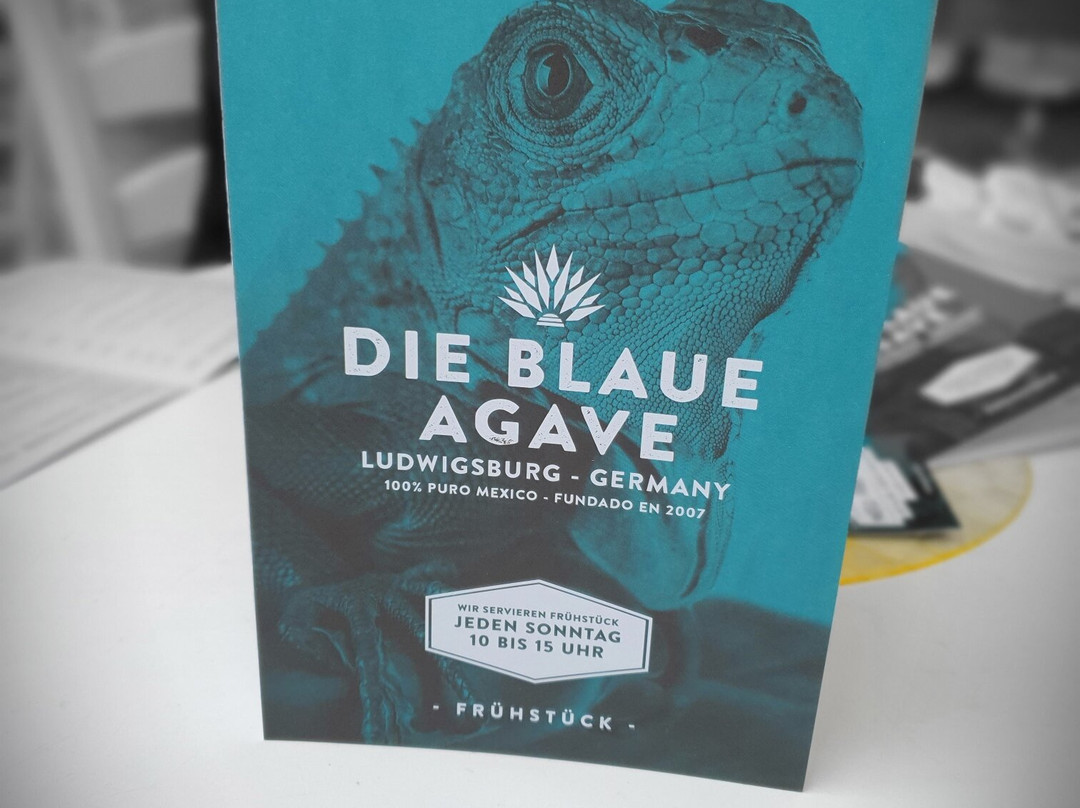 DIE BLAUE
AGAVE
LUDWIGSBURG - GERMANY
100% PURO MEXICO - FUNDADO EN 2007
WIR SERVIEREN FRÜHSTÜCK
JEDEN SONNTAG
10 BIS 15 UHR
- FRÜHSTÜCK -